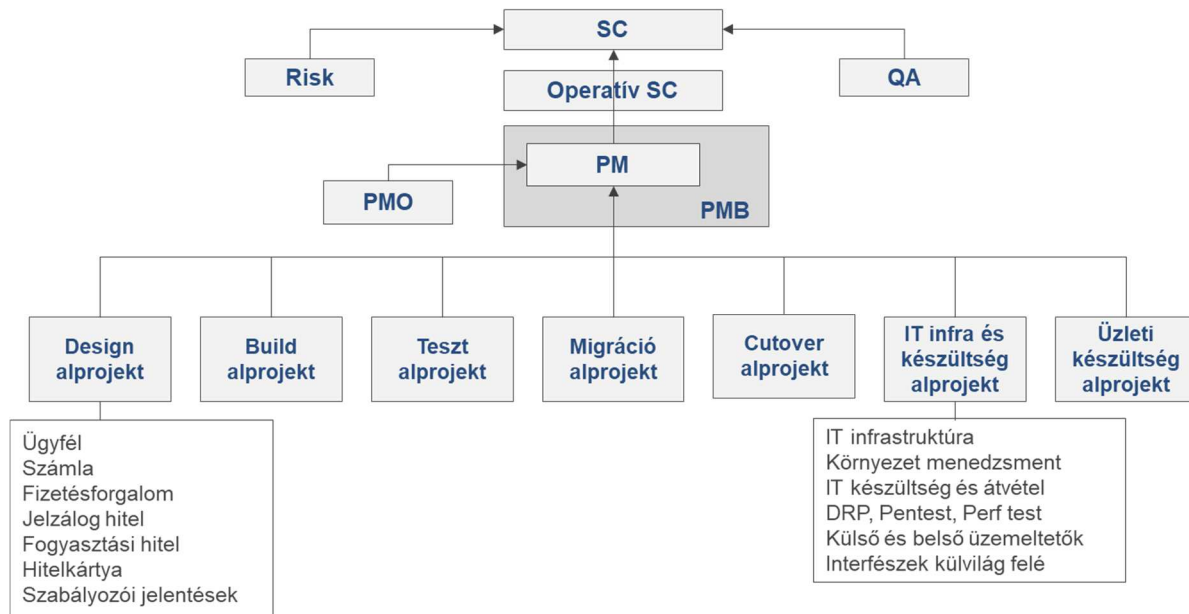 SC
Risk
QA
Operatív SC
PM
PMO
PMB
Design
alprojekt
Build
alprojekt
Teszt
alprojekt
Migráció
alprojekt
Cutover
alprojekt
IT infra és
készültség
alprojekt
Üzleti
készültség
alprojekt
Ügyfél
Számla
Fizetésforgalom
Jelzálog hitel
Fogyasztási hitel
Hitelkártya
Szabályozói jelentések
IT infrastruktúra
Környezet menedzsment
IT készültség és átvétel
DRP, Pentest, Perf test
Külső és belső üzemeltetők
Interfészek külvilág felé